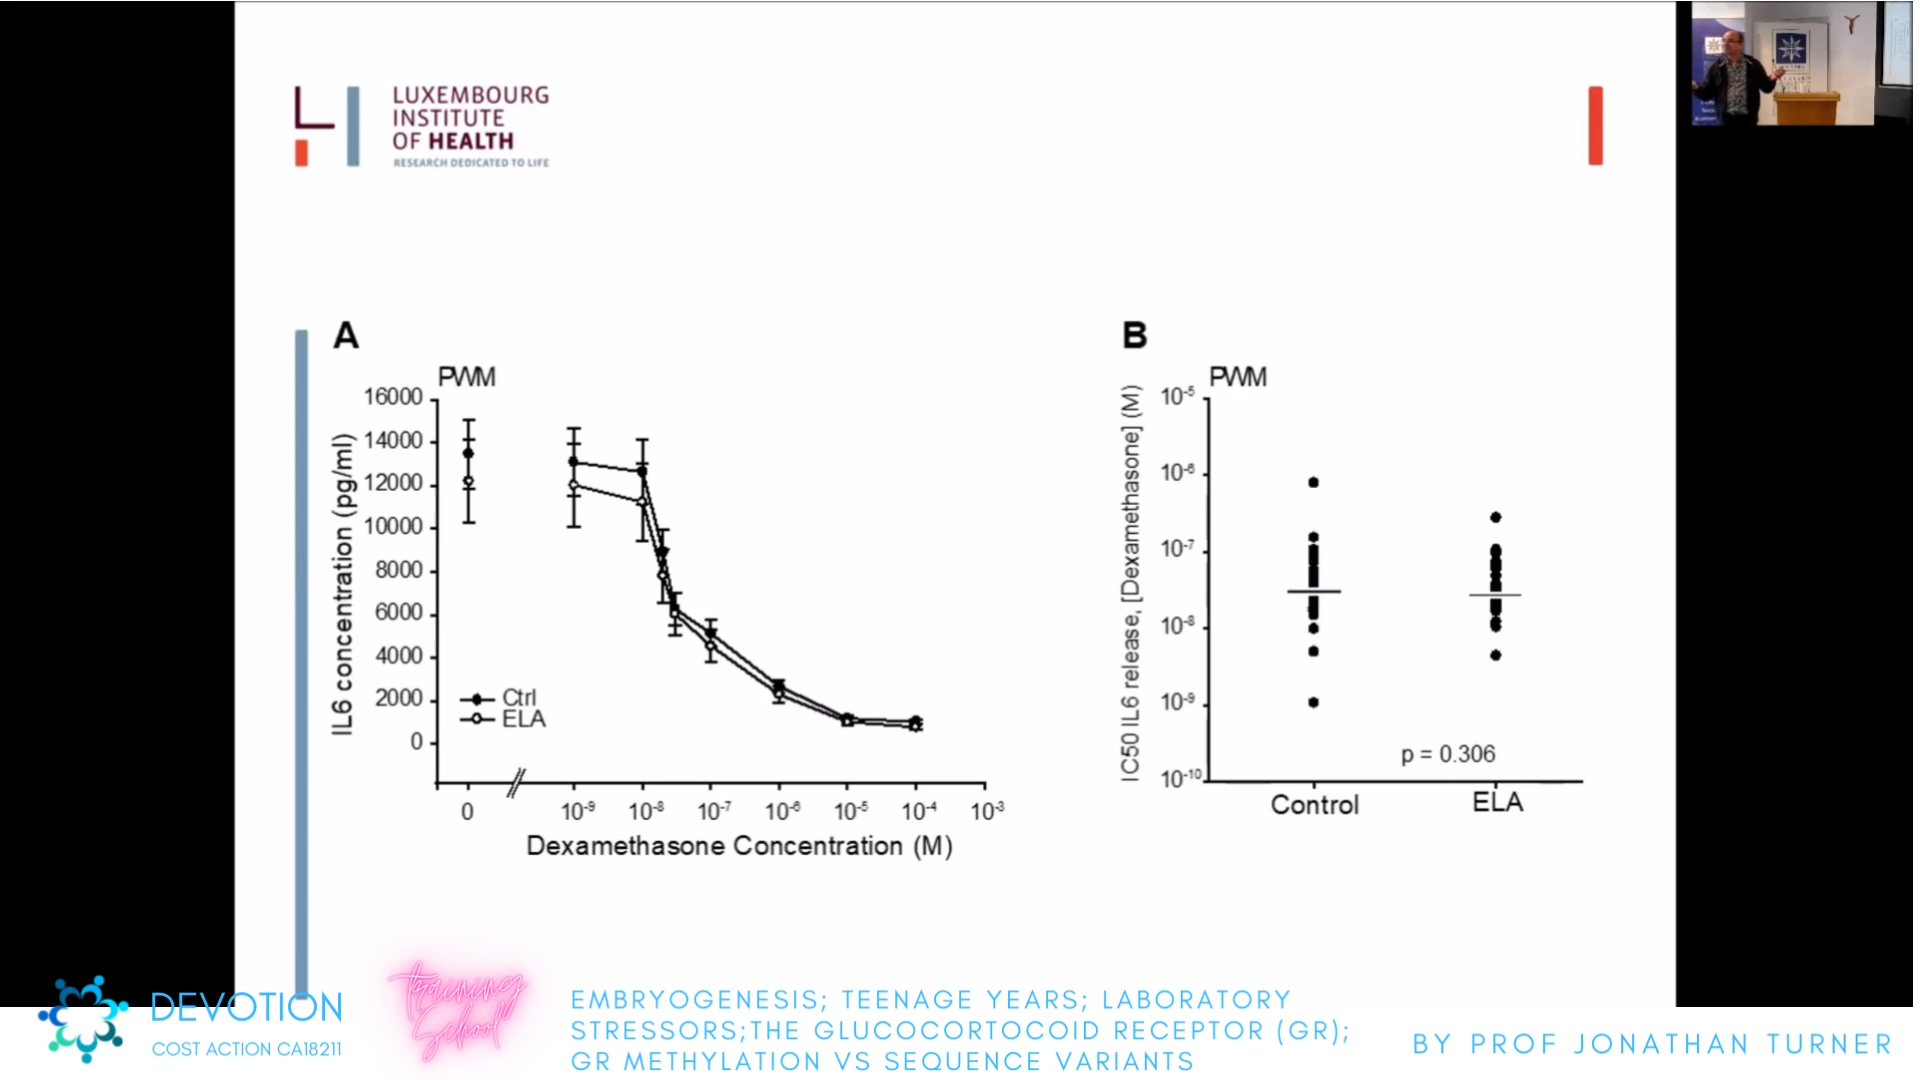 LUXEMBOURG
INSTITUTE
OF HEALTH
RESEARCH DEDICATED TO LIFE
A
PWM
IL6 concentration (pg/ml)
16000
14000
12000
10000
8000
6000
4000
2000
0
Ctrl
ELA
0
10⁻⁹
10⁻⁸
10⁻⁷
10⁻⁶
10⁻⁵
10⁻⁴
10⁻³
Dexamethasone Concentration (M)
B
PWM
IC50 IL6 release, [Dexamethasone] (M)
10⁻⁵
10⁻⁶
10⁻⁷
10⁻⁸
10⁻⁹
10⁻¹⁰
p = 0.306
Control
ELA
DEVOTION
COST ACTION CA18211
Training
School
EMBRYOGENESIS; TEENAGE YEARS; LABORATORY
STRESSORS;THE GLUCOCORTOCOID RECEPTOR (GR);
GR METHYLATION VS SEQUENCE VARIANTS
BY PROF JONATHAN TURNER